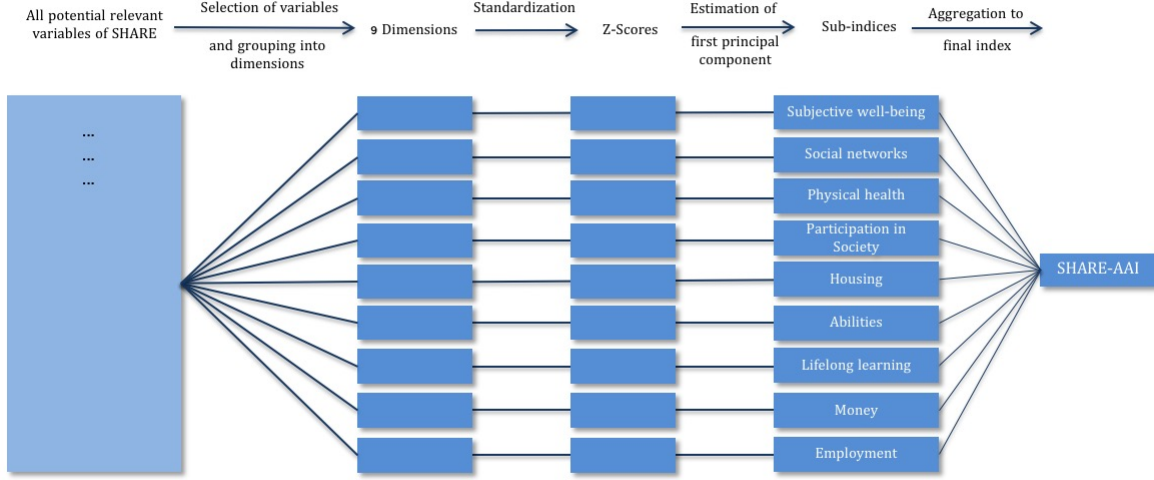 All potential relevant
variables of SHARE
Selection of variables
and grouping into
dimensions
9 Dimensions
Standardization
Z-Scores
Estimation of
first principal
component
Sub-indices
Aggregation to
final index
...
...
...
Subjective well-being
Social networks
Physical health
Participation in
Society
Housing
Abilities
Lifelong learning
Money
Employment
SHARE-AAI